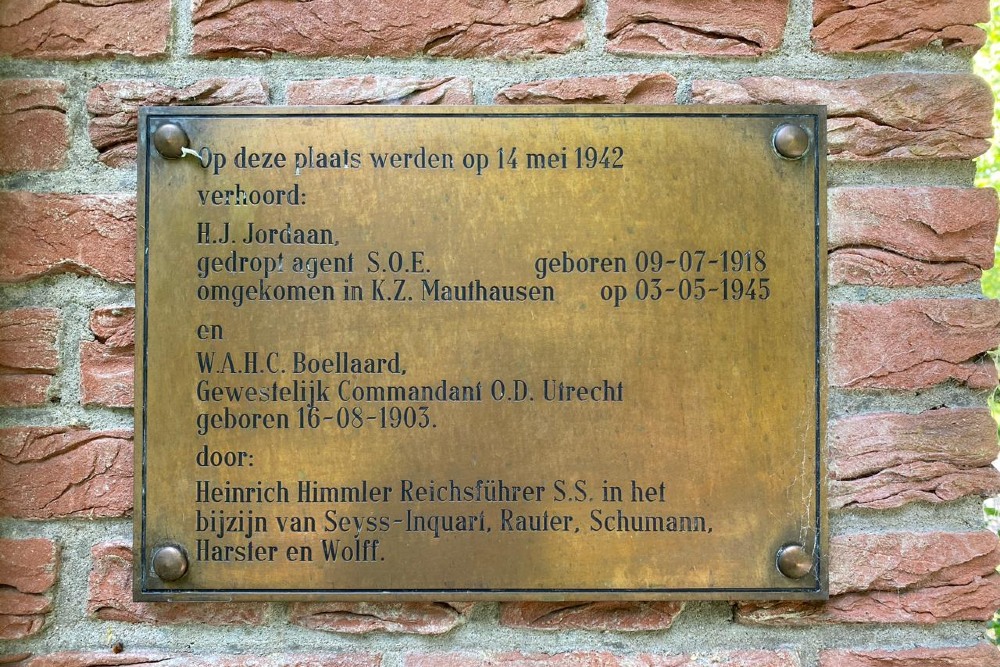 Op deze plaats werden op 14 mei 1942
verhoord:
H.J. Jordaan,
gedropt agent S.O.E. geboren 09-07-1918
omgekomen in K.Z. Mauthausen op 03-05-1945
en
W.A.H.C. Boellaard,
Gewestelijk Commandant O.D. Utrecht
geboren 16-08-1903.
door:
Heinrich Himmler Reichsführer S.S. in het
bijzijn van Seyss-Inquart, Rauter, Schumann,
Harster en Wolff.